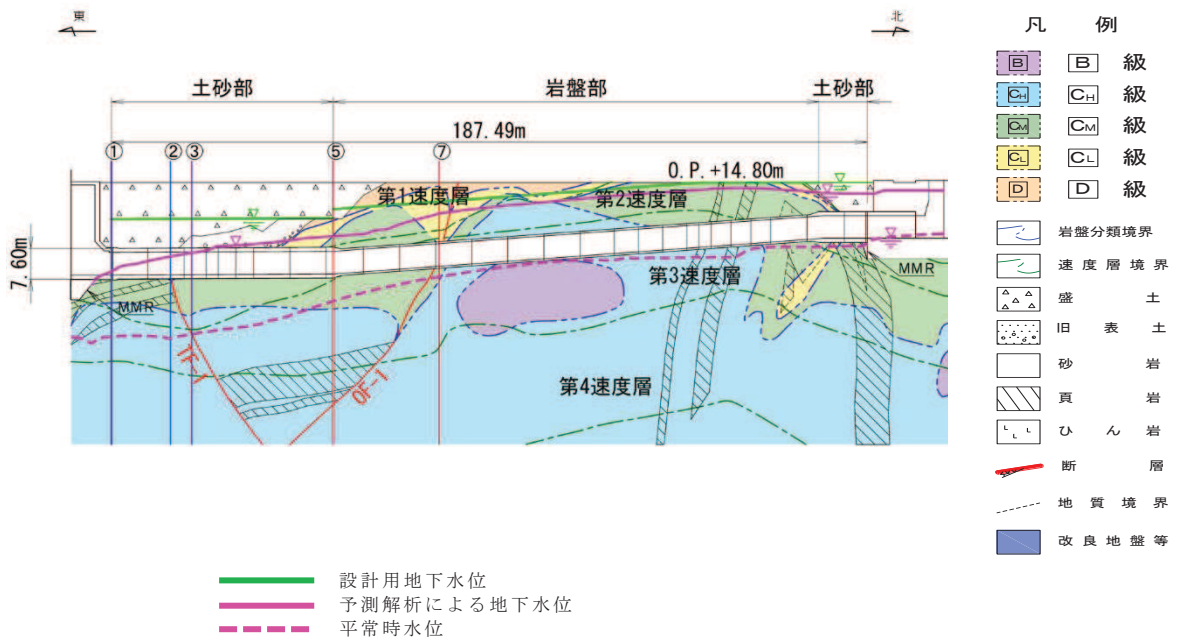 東
北
土砂部
岩盤部
土砂部
187.49m
① ② ③ ⑤ ⑦
O.P.+14.80m
第1速度層
第2速度層
7.60m
第3速度層
MMR
MMR
TF-1
OF-1
第4速度層
凡 例
B B 級
CH CH 級
CM CM 級
CL CL 級
D D 級
岩盤分類境界
速度層境界
盛土
旧表土
砂岩
頁岩
ひん岩
断層
地質境界
改良地盤等
設計用地下水位
予測解析による地下水位
平常時水位